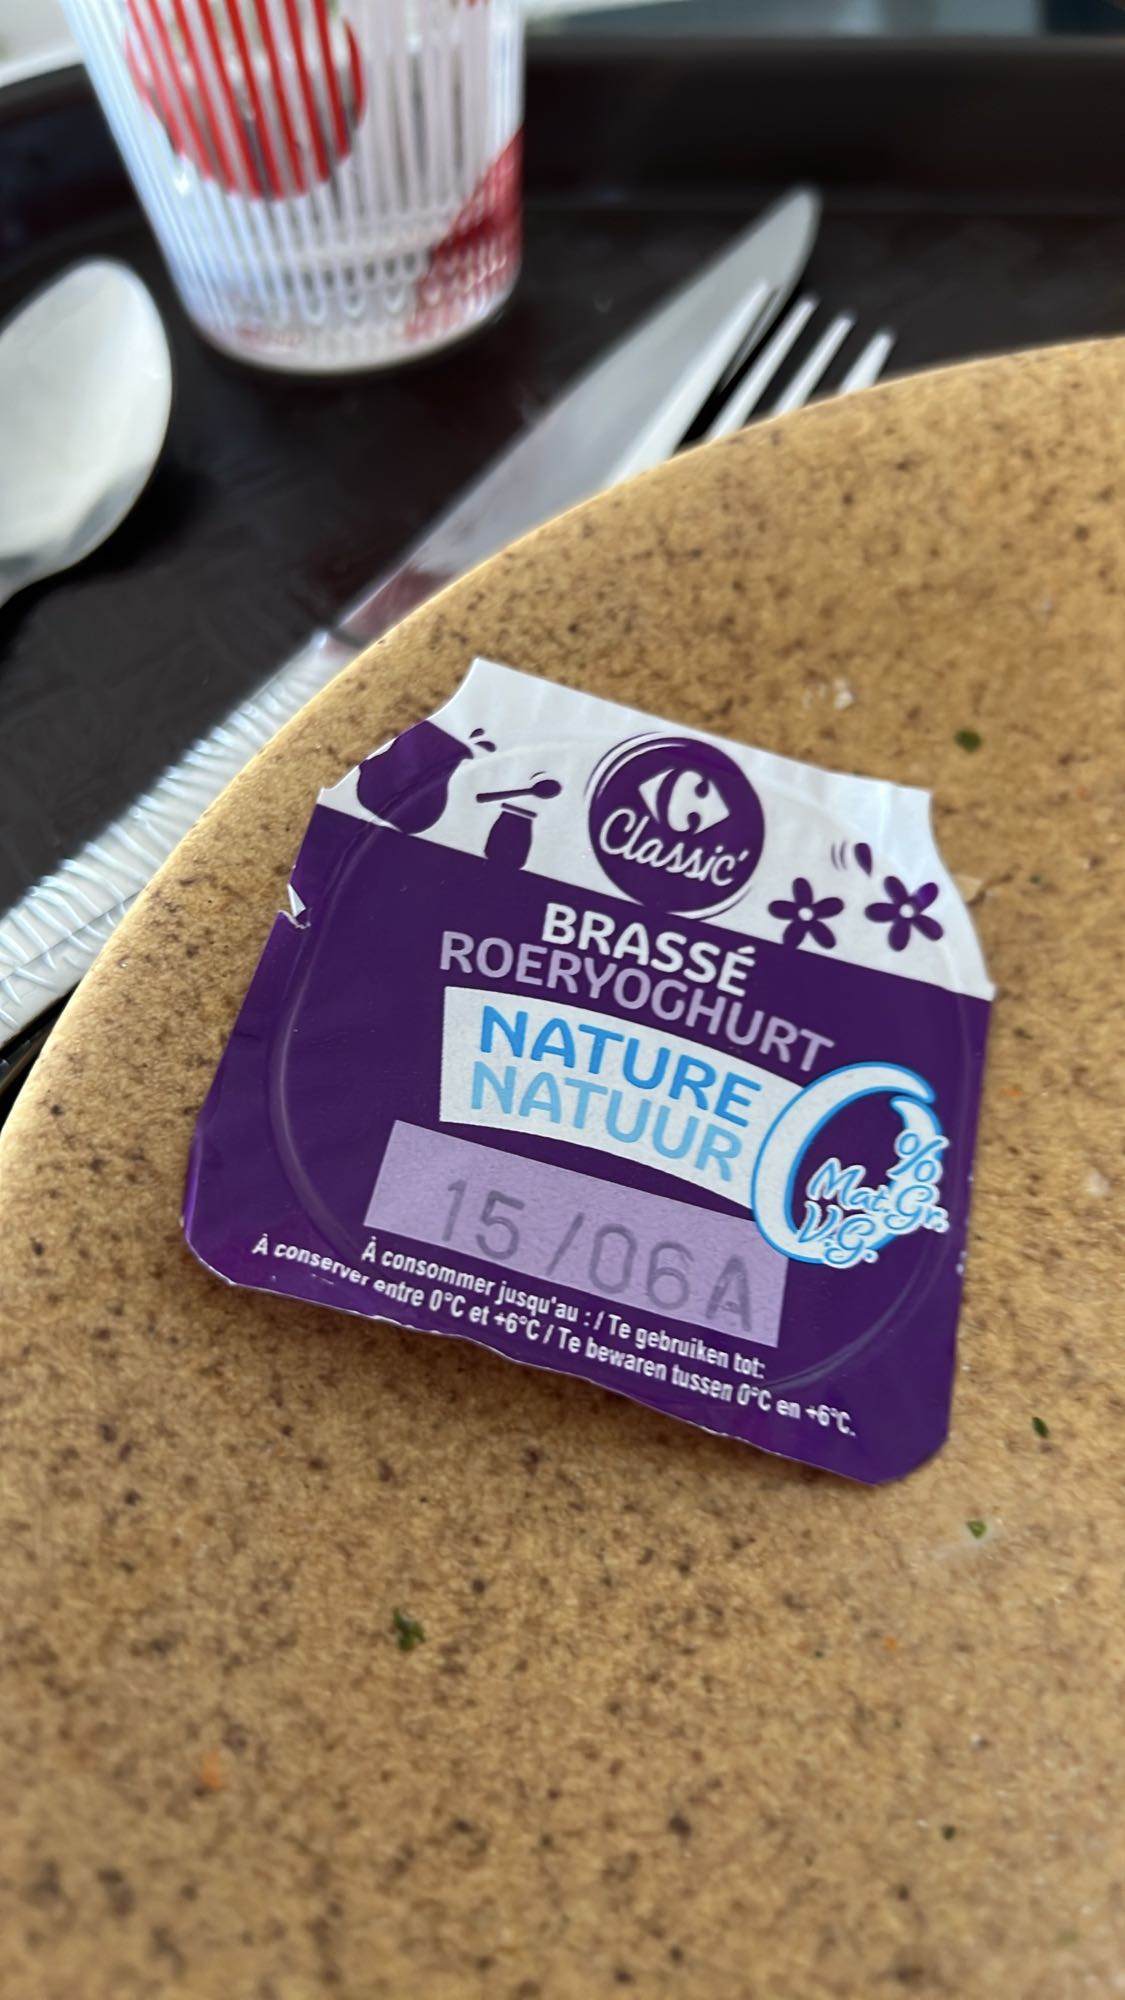 Classic'
BRASSÉ
ROERYOGHURT
NATURE
NATUUR
0%
Mat.Gr.
V.G.
15/06A
À consommer jusqu'au : / Te gebruiken tot:
À conserver entre 0°C et +6°C / Te bewaren tussen 0°C en +6°C.